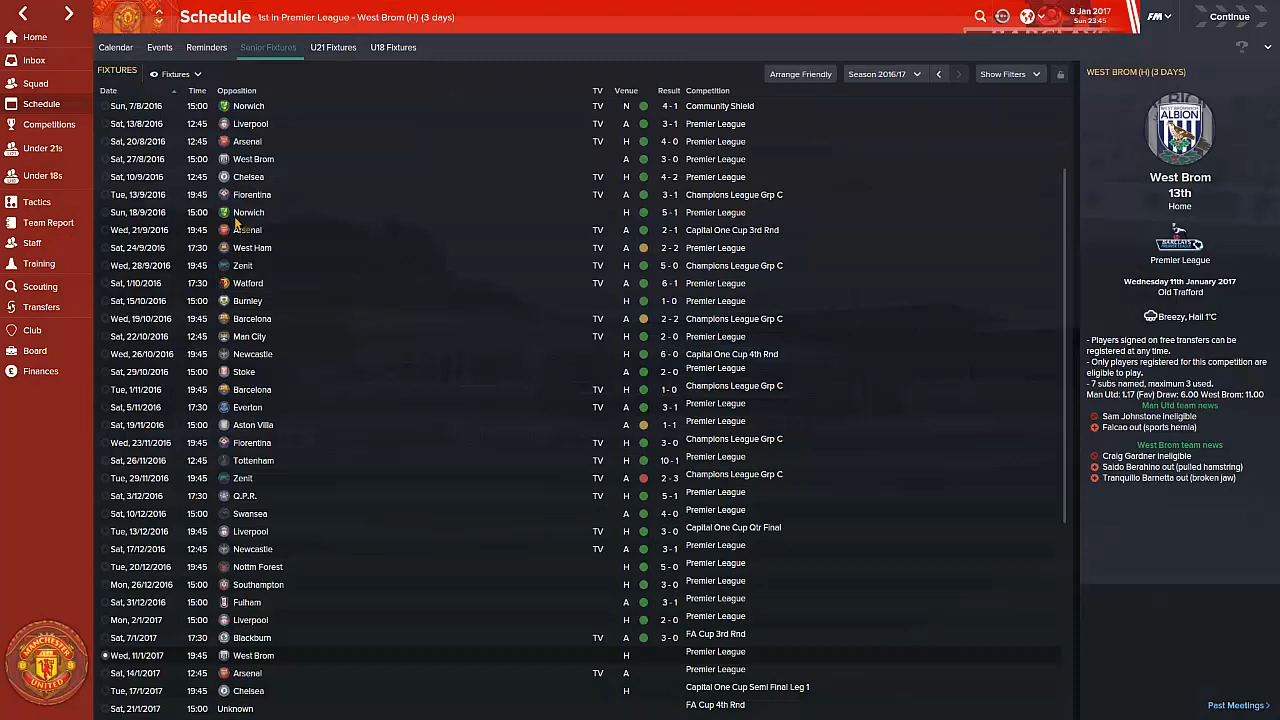 Schedule 1st in Premier League - West Brom (H) (3 days)
8 Jan 2017
Sun 23:45
FM
Continue
Home
Inbox
Squad
Schedule
Competitions
Under 21s
Under 18s
Tactics
Team Report
Staff
Training
Scouting
Transfers
Club
Board
Finances
MANCHESTER
UNITED
Calendar Events Reminders Senior Fixtures U21 Fixtures U18 Fixtures
FIXTURES Fixtures Arrange Friendly Season 2016/17 Show Filters
Date Time Opposition TV Venue Result Competition
Sun, 7/8/2016 15:00 Norwich TV N 4 - 1 Community Shield
Sat, 13/8/2016 12:45 Liverpool TV A 3 - 1 Premier League
Sat, 20/8/2016 12:45 Arsenal TV H 4 - 0 Premier League
Sat, 27/8/2016 15:00 West Brom A 3 - 0 Premier League
Sat, 10/9/2016 12:45 Chelsea TV H 4 - 2 Premier League
Tue, 13/9/2016 19:45 Fiorentina TV A 3 - 1 Champions League Grp C
Sun, 18/9/2016 15:00 Norwich H 5 - 1 Premier League
Wed, 21/9/2016 19:45 Arsenal TV A 2 - 1 Capital One Cup 3rd Rnd
Sat, 24/9/2016 17:30 West Ham TV A 2 - 2 Premier League
Wed, 28/9/2016 19:45 Zenit TV H 5 - 0 Champions League Grp C
Sat, 1/10/2016 17:30 Watford TV A 6 - 1 Premier League
Sat, 15/10/2016 15:00 Burnley H 1 - 0 Premier League
Wed, 19/10/2016 19:45 Barcelona TV A 2 - 2 Champions League Grp C
Sat, 22/10/2016 12:45 Man City TV H 2 - 0 Premier League
Wed, 26/10/2016 19:45 Newcastle H 6 - 0 Capital One Cup 4th Rnd
Sat, 29/10/2016 15:00 Stoke A 2 - 0 Premier League
Tue, 1/11/2016 19:45 Barcelona TV H 1 - 0 Champions League Grp C
Sat, 5/11/2016 17:30 Everton TV A 3 - 1 Premier League
Sat, 19/11/2016 15:00 Aston Villa A 1 - 1 Premier League
Wed, 23/11/2016 19:45 Fiorentina TV H 3 - 0 Champions League Grp C
Sat, 26/11/2016 12:45 Tottenham TV H 10 - 1 Premier League
Tue, 29/11/2016 19:45 Zenit TV A 2 - 3 Champions League Grp C
Sat, 3/12/2016 17:30 Q.P.R. TV H 5 - 1 Premier League
Sat, 10/12/2016 15:00 Swansea A 4 - 0 Premier League
Tue, 13/12/2016 19:45 Liverpool TV H 3 - 0 Capital One Cup Qtr Final
Sat, 17/12/2016 12:45 Newcastle TV A 3 - 1 Premier League
Tue, 20/12/2016 19:45 Nottm Forest H 5 - 0 Premier League
Mon, 26/12/2016 15:00 Southampton H 3 - 0 Premier League
Sat, 31/12/2016 15:00 Fulham A 3 - 1 Premier League
Mon, 2/1/2017 15:00 Liverpool H 2 - 0 Premier League
Sat, 7/1/2017 17:30 Blackburn TV A 3 - 0 FA Cup 3rd Rnd
Wed, 11/1/2017 19:45 West Brom H Premier League
Sat, 14/1/2017 12:45 Arsenal TV A Premier League
Tue, 17/1/2017 19:45 Chelsea H Capital One Cup Semi Final Leg 1
Sat, 21/1/2017 15:00 Unknown FA Cup 4th Rnd
WEST BROM (H) (3 DAYS)
ALBION
West Brom
13th
Home
Premier League
Wednesday 11th January 2017
Old Trafford
Breezy, Hail 1°C
- Players signed on free transfers can be
registered at any time.
- Only players registered for this competition are
eligible to play.
- 7 subs named, maximum 3 used.
Man Utd: 1.17 (Fav) Draw: 6.00 West Brom: 11.00
Man Utd team news
Sam Johnstone ineligible
Falcao out (sports hernia)
West Brom team news
Craig Gardner ineligible
Saido Berahino out (pulled hamstring)
Tranquillo Barnetta out (broken jaw)
Past Meetings >